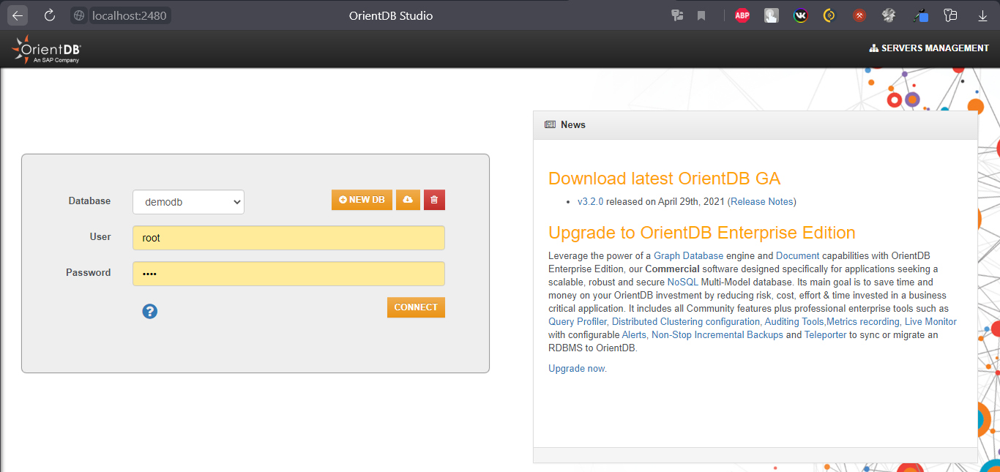 localhost:2480
OrientDB Studio
ABP
OrientDB®
An SAP Company
SERVERS MANAGEMENT
Database
demodb
NEW DB
User
root
Password
••••
?
CONNECT
News
Download latest OrientDB GA
• v3.2.0 released on April 29th, 2021 (Release Notes)
Upgrade to OrientDB Enterprise Edition
Leverage the power of a Graph Database engine and Document capabilities with OrientDB
Enterprise Edition, our Commercial software designed specifically for applications seeking a
scalable, robust and secure NoSQL Multi-Model database. Its main goal is to save time and
money on your OrientDB investment by reducing risk, cost, effort & time invested in a business
critical application. It includes all Community features plus professional enterprise tools such as
Query Profiler, Distributed Clustering configuration, Auditing Tools,Metrics recording, Live Monitor
with configurable Alerts, Non-Stop Incremental Backups and Teleporter to sync or migrate an
RDBMS to OrientDB.
Upgrade now.